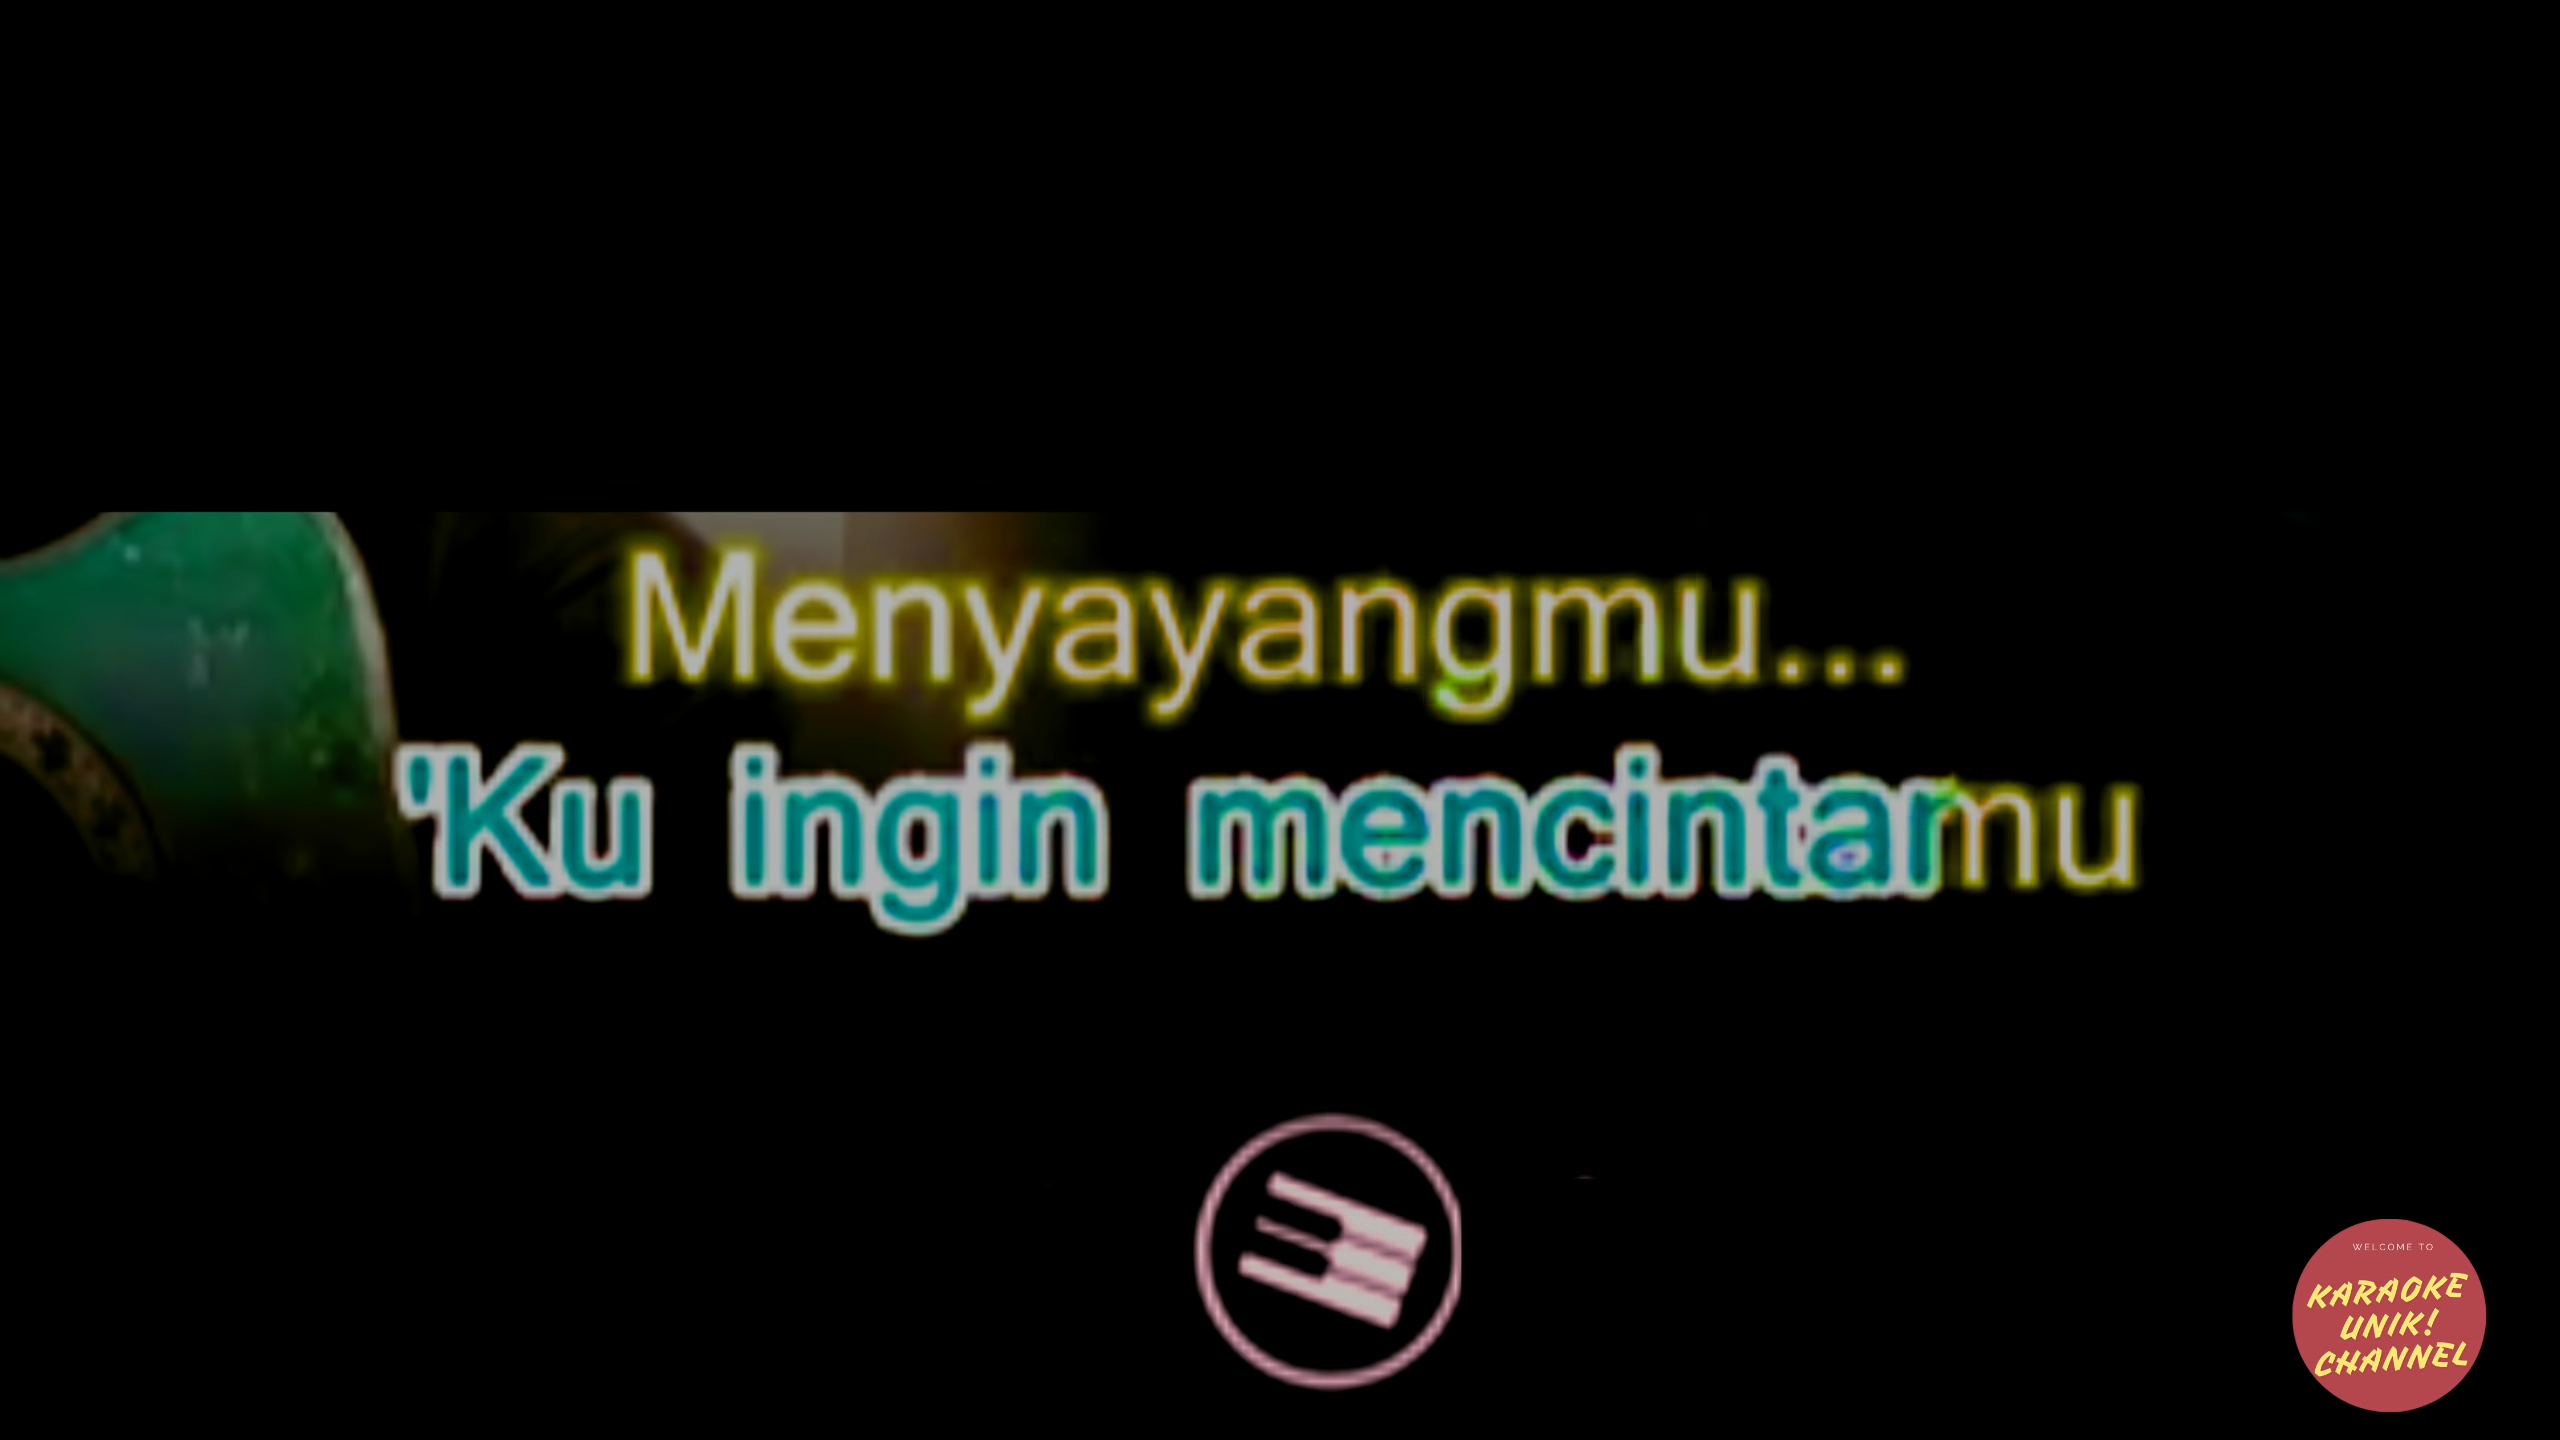 Menyayangmu...
'Ku ingin mencintamu
WELCOME TO
KARAOKE
UNIK!
CHANNEL